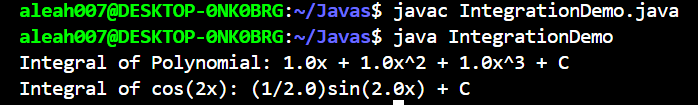 aleah007@DESKTOP-0NK0BRG:~/Javas$ javac IntegrationDemo.java
aleah007@DESKTOP-0NK0BRG:~/Javas$ java IntegrationDemo
Integral of Polynomial: 1.0x + 1.0x^2 + 1.0x^3 + C
Integral of cos(2x): (1/2.0)sin(2.0x) + C